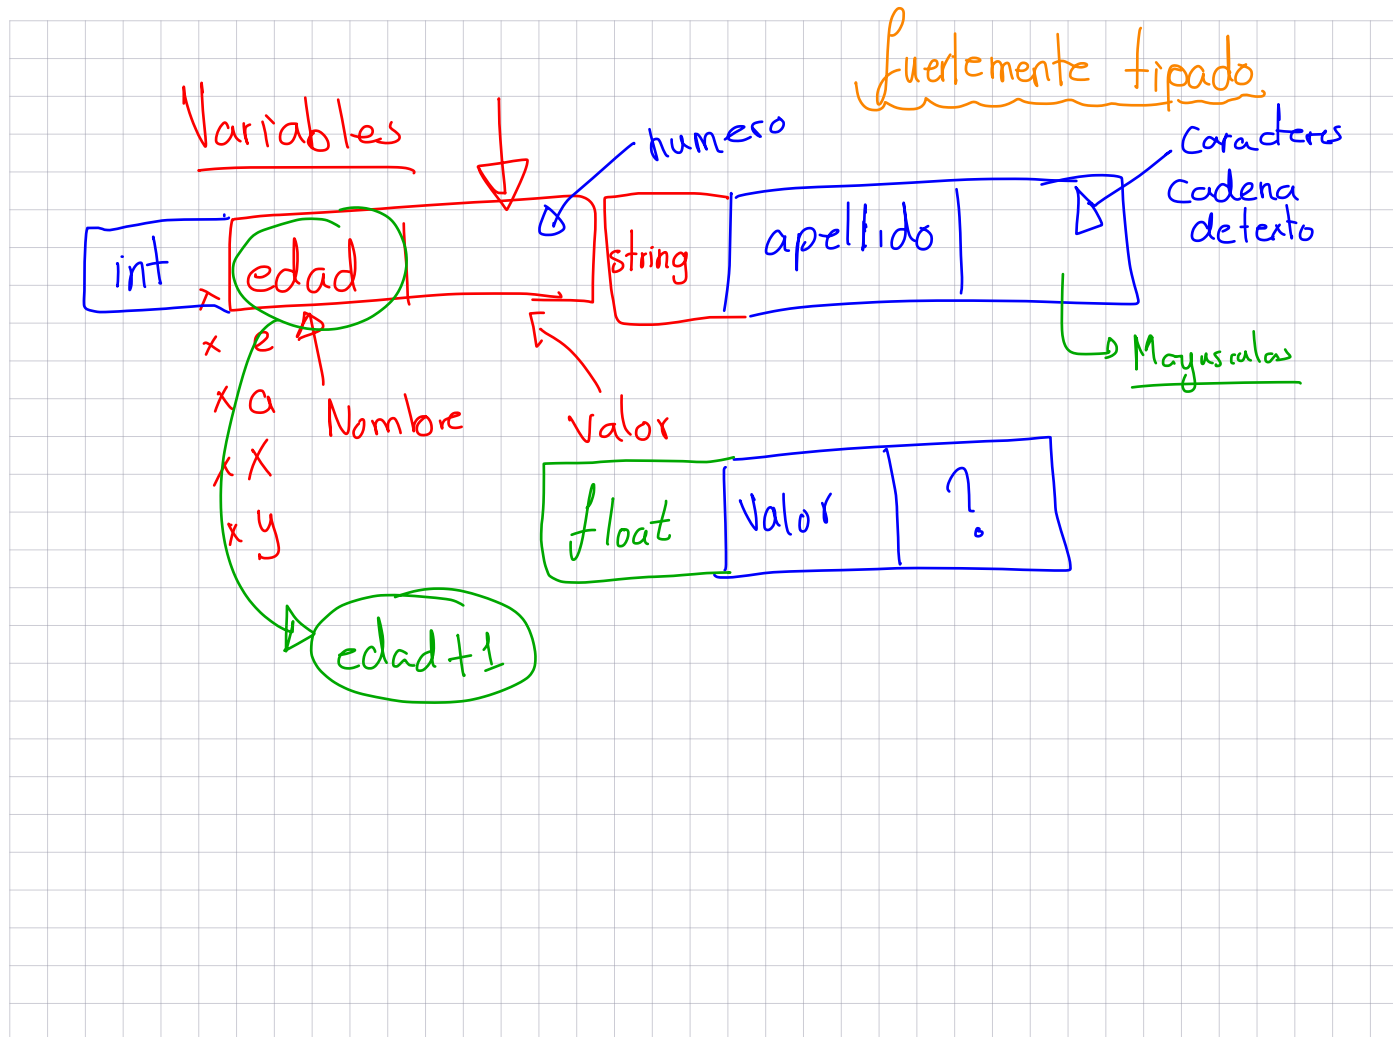 fuertemente tipado
Variables
numero
Caracteres
cadena
de texto
int
edad
string
apellido
x
x e
x a
x X
x y
Nombre
Valor
Mayusculas
float
Valor
?
edad+1